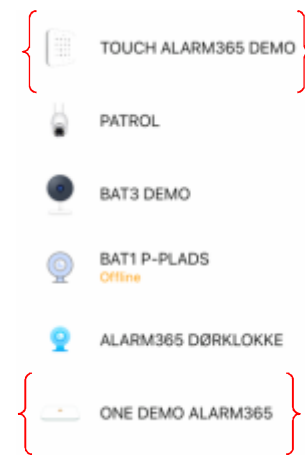 TOUCH ALARM365 DEMO
PATROL
BAT3 DEMO
BAT1 P-PLADS
Offline
ALARM365 DØRKLOKKE
ONE DEMO ALARM365